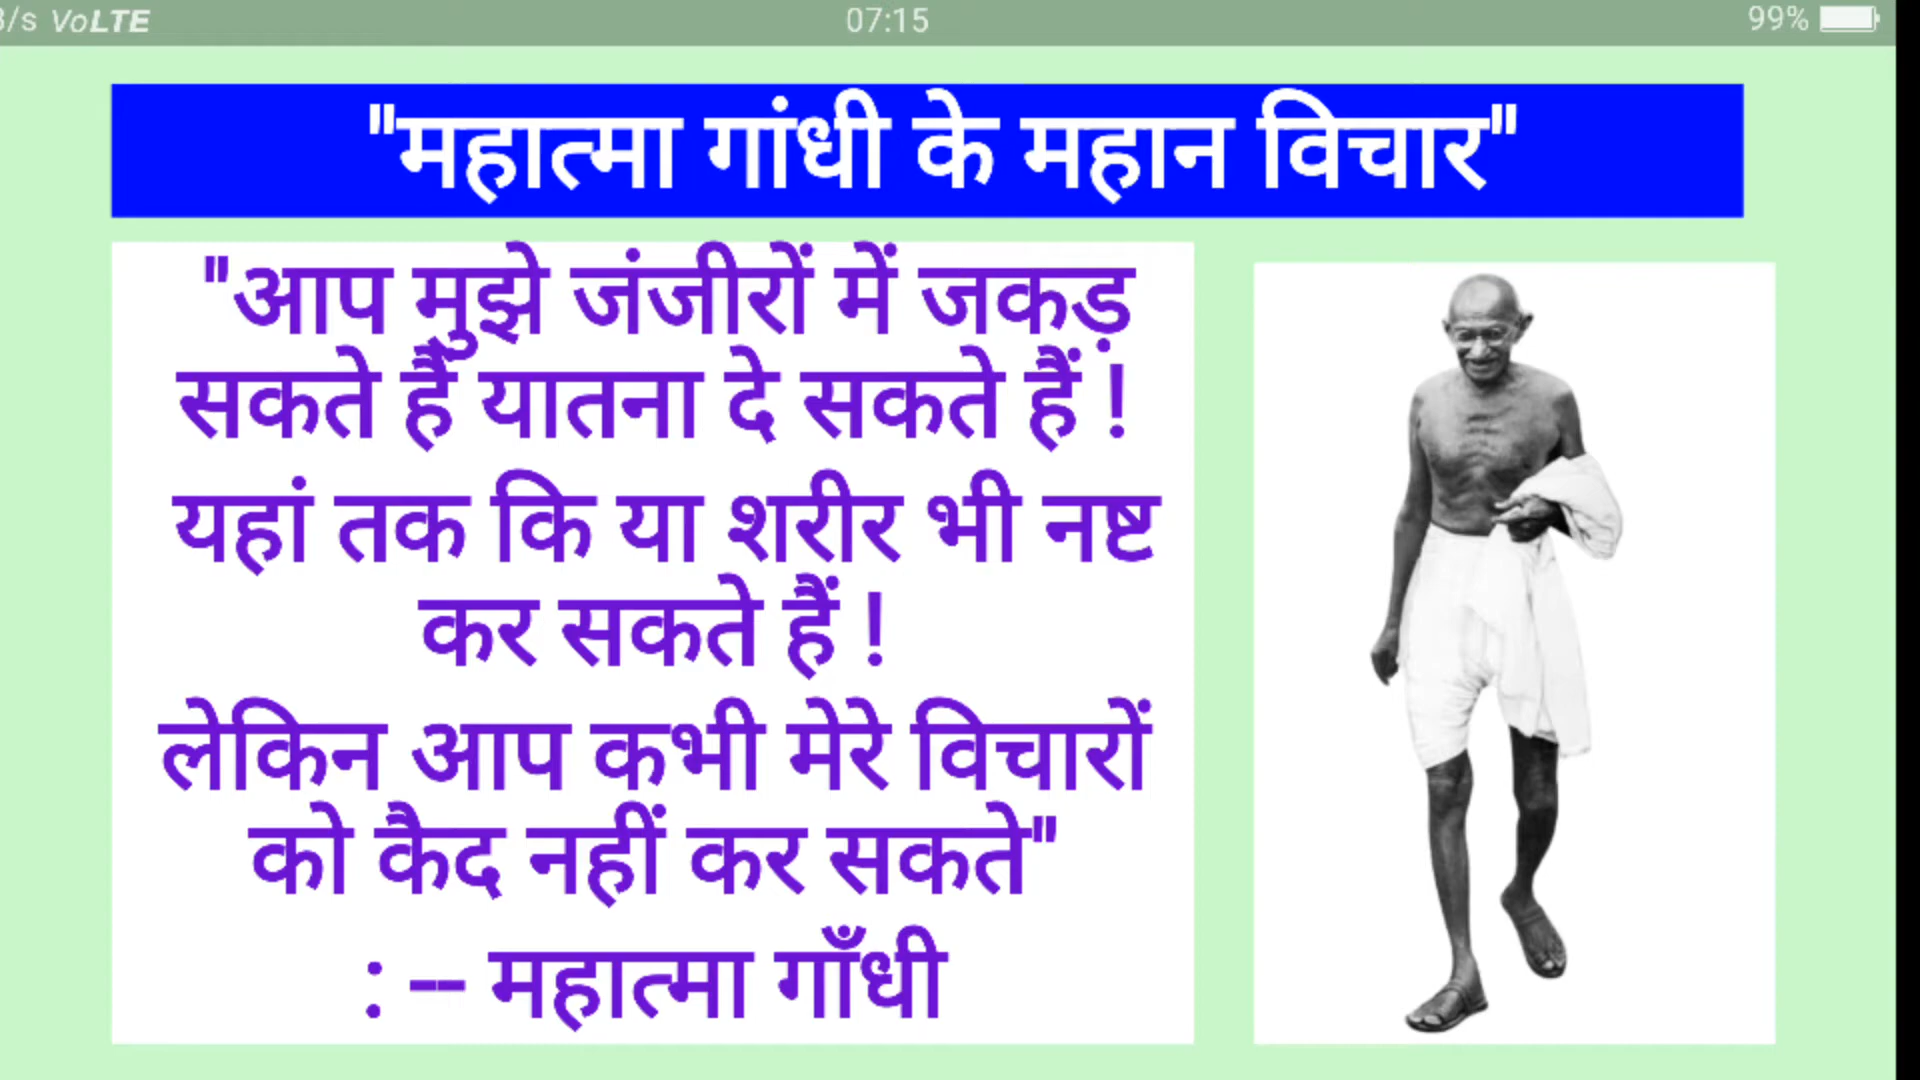 /s VoLTE 07:15 99%
"महात्मा गांधी के महान विचार"
"आप मुझे जंजीरों में जकड़
सकते हैं यातना दे सकते हैं !
यहां तक कि या शरीर भी नष्ट
कर सकते हैं !
लेकिन आप कभी मेरे विचारों
को कैद नहीं कर सकते"
: -- महात्मा गाँधी